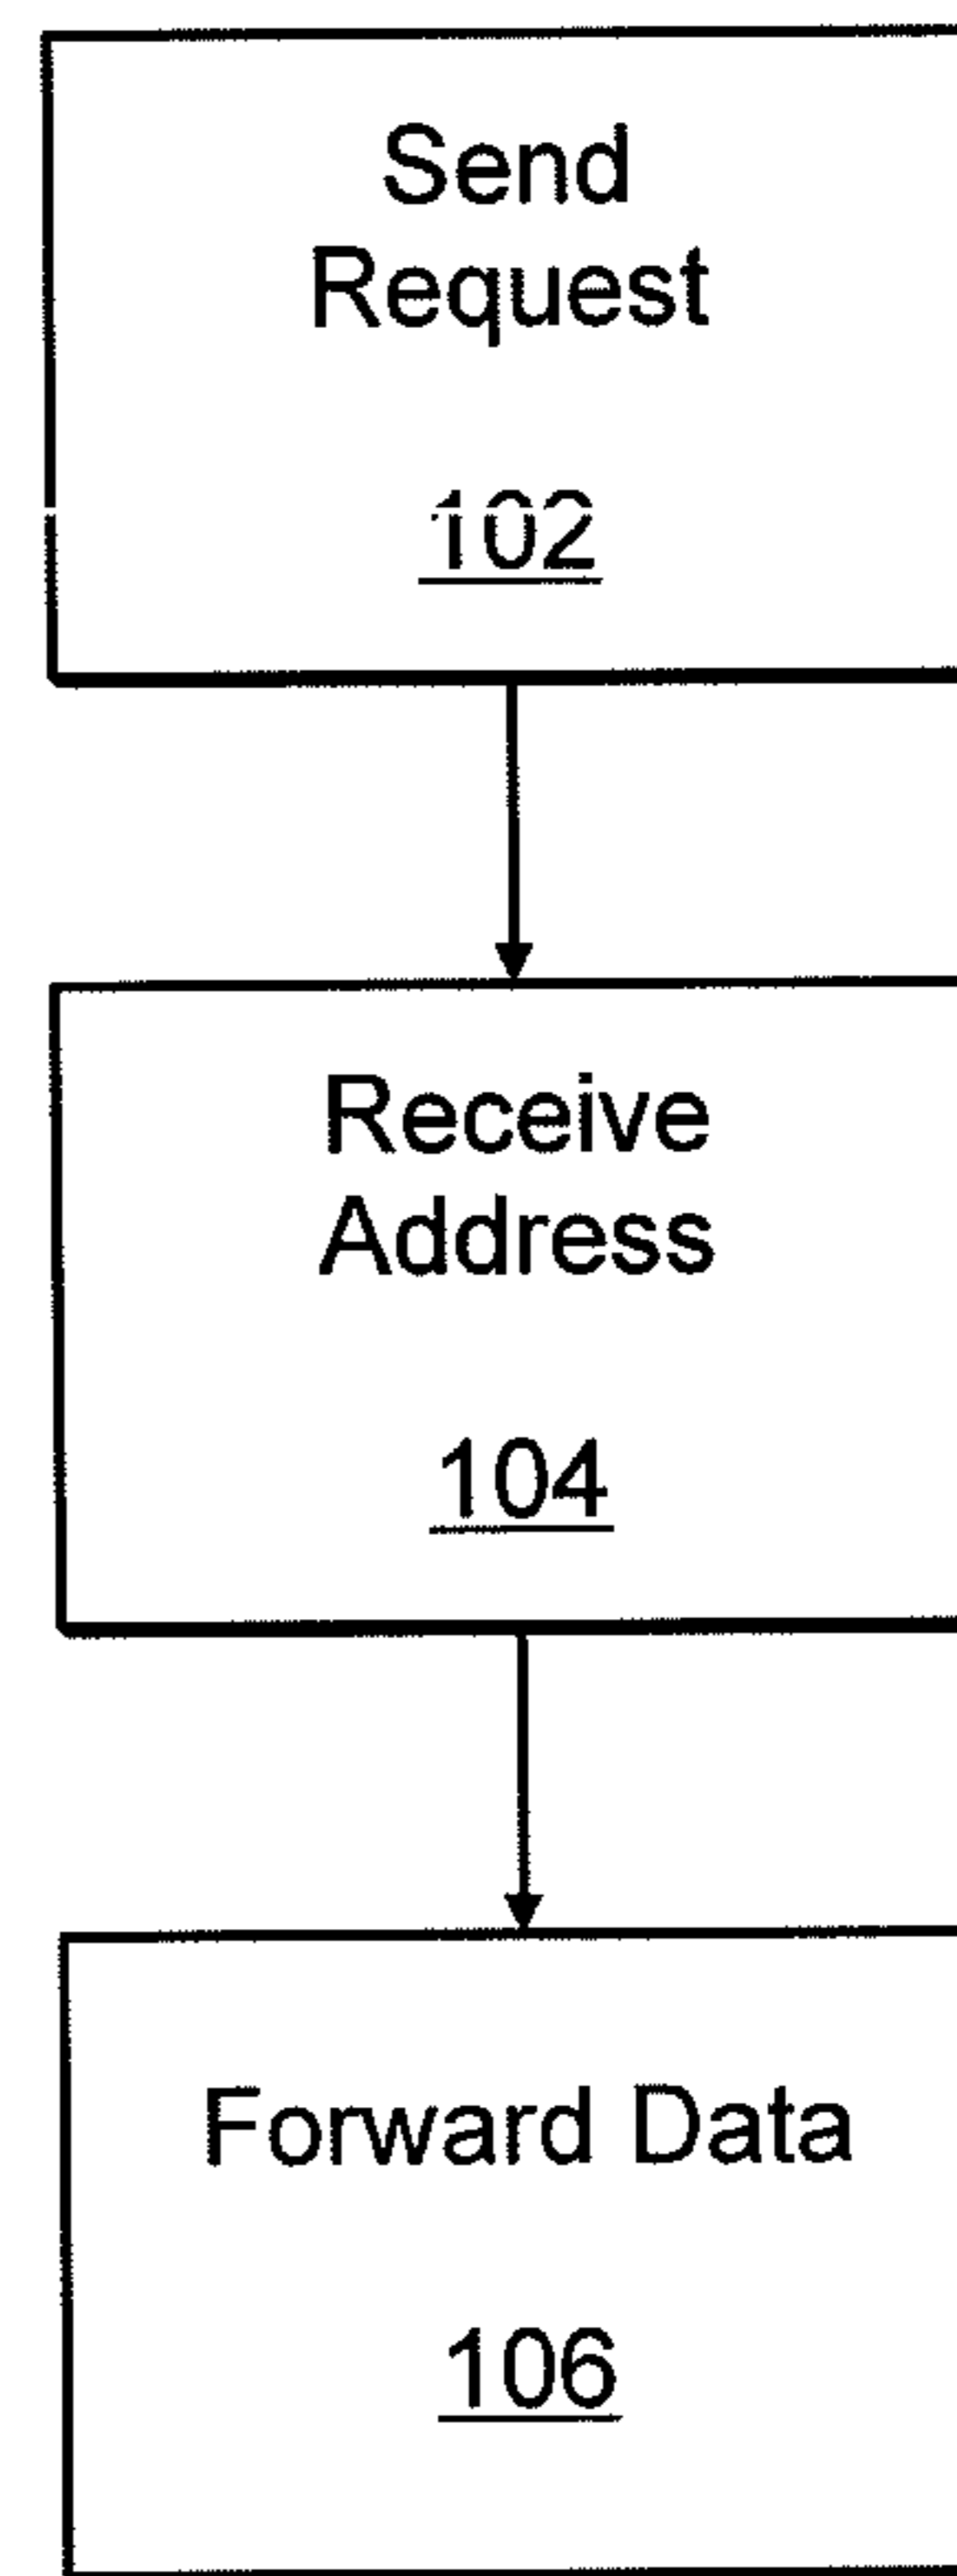 Send
Request
102
Receive
Address
104
Forward Data
106